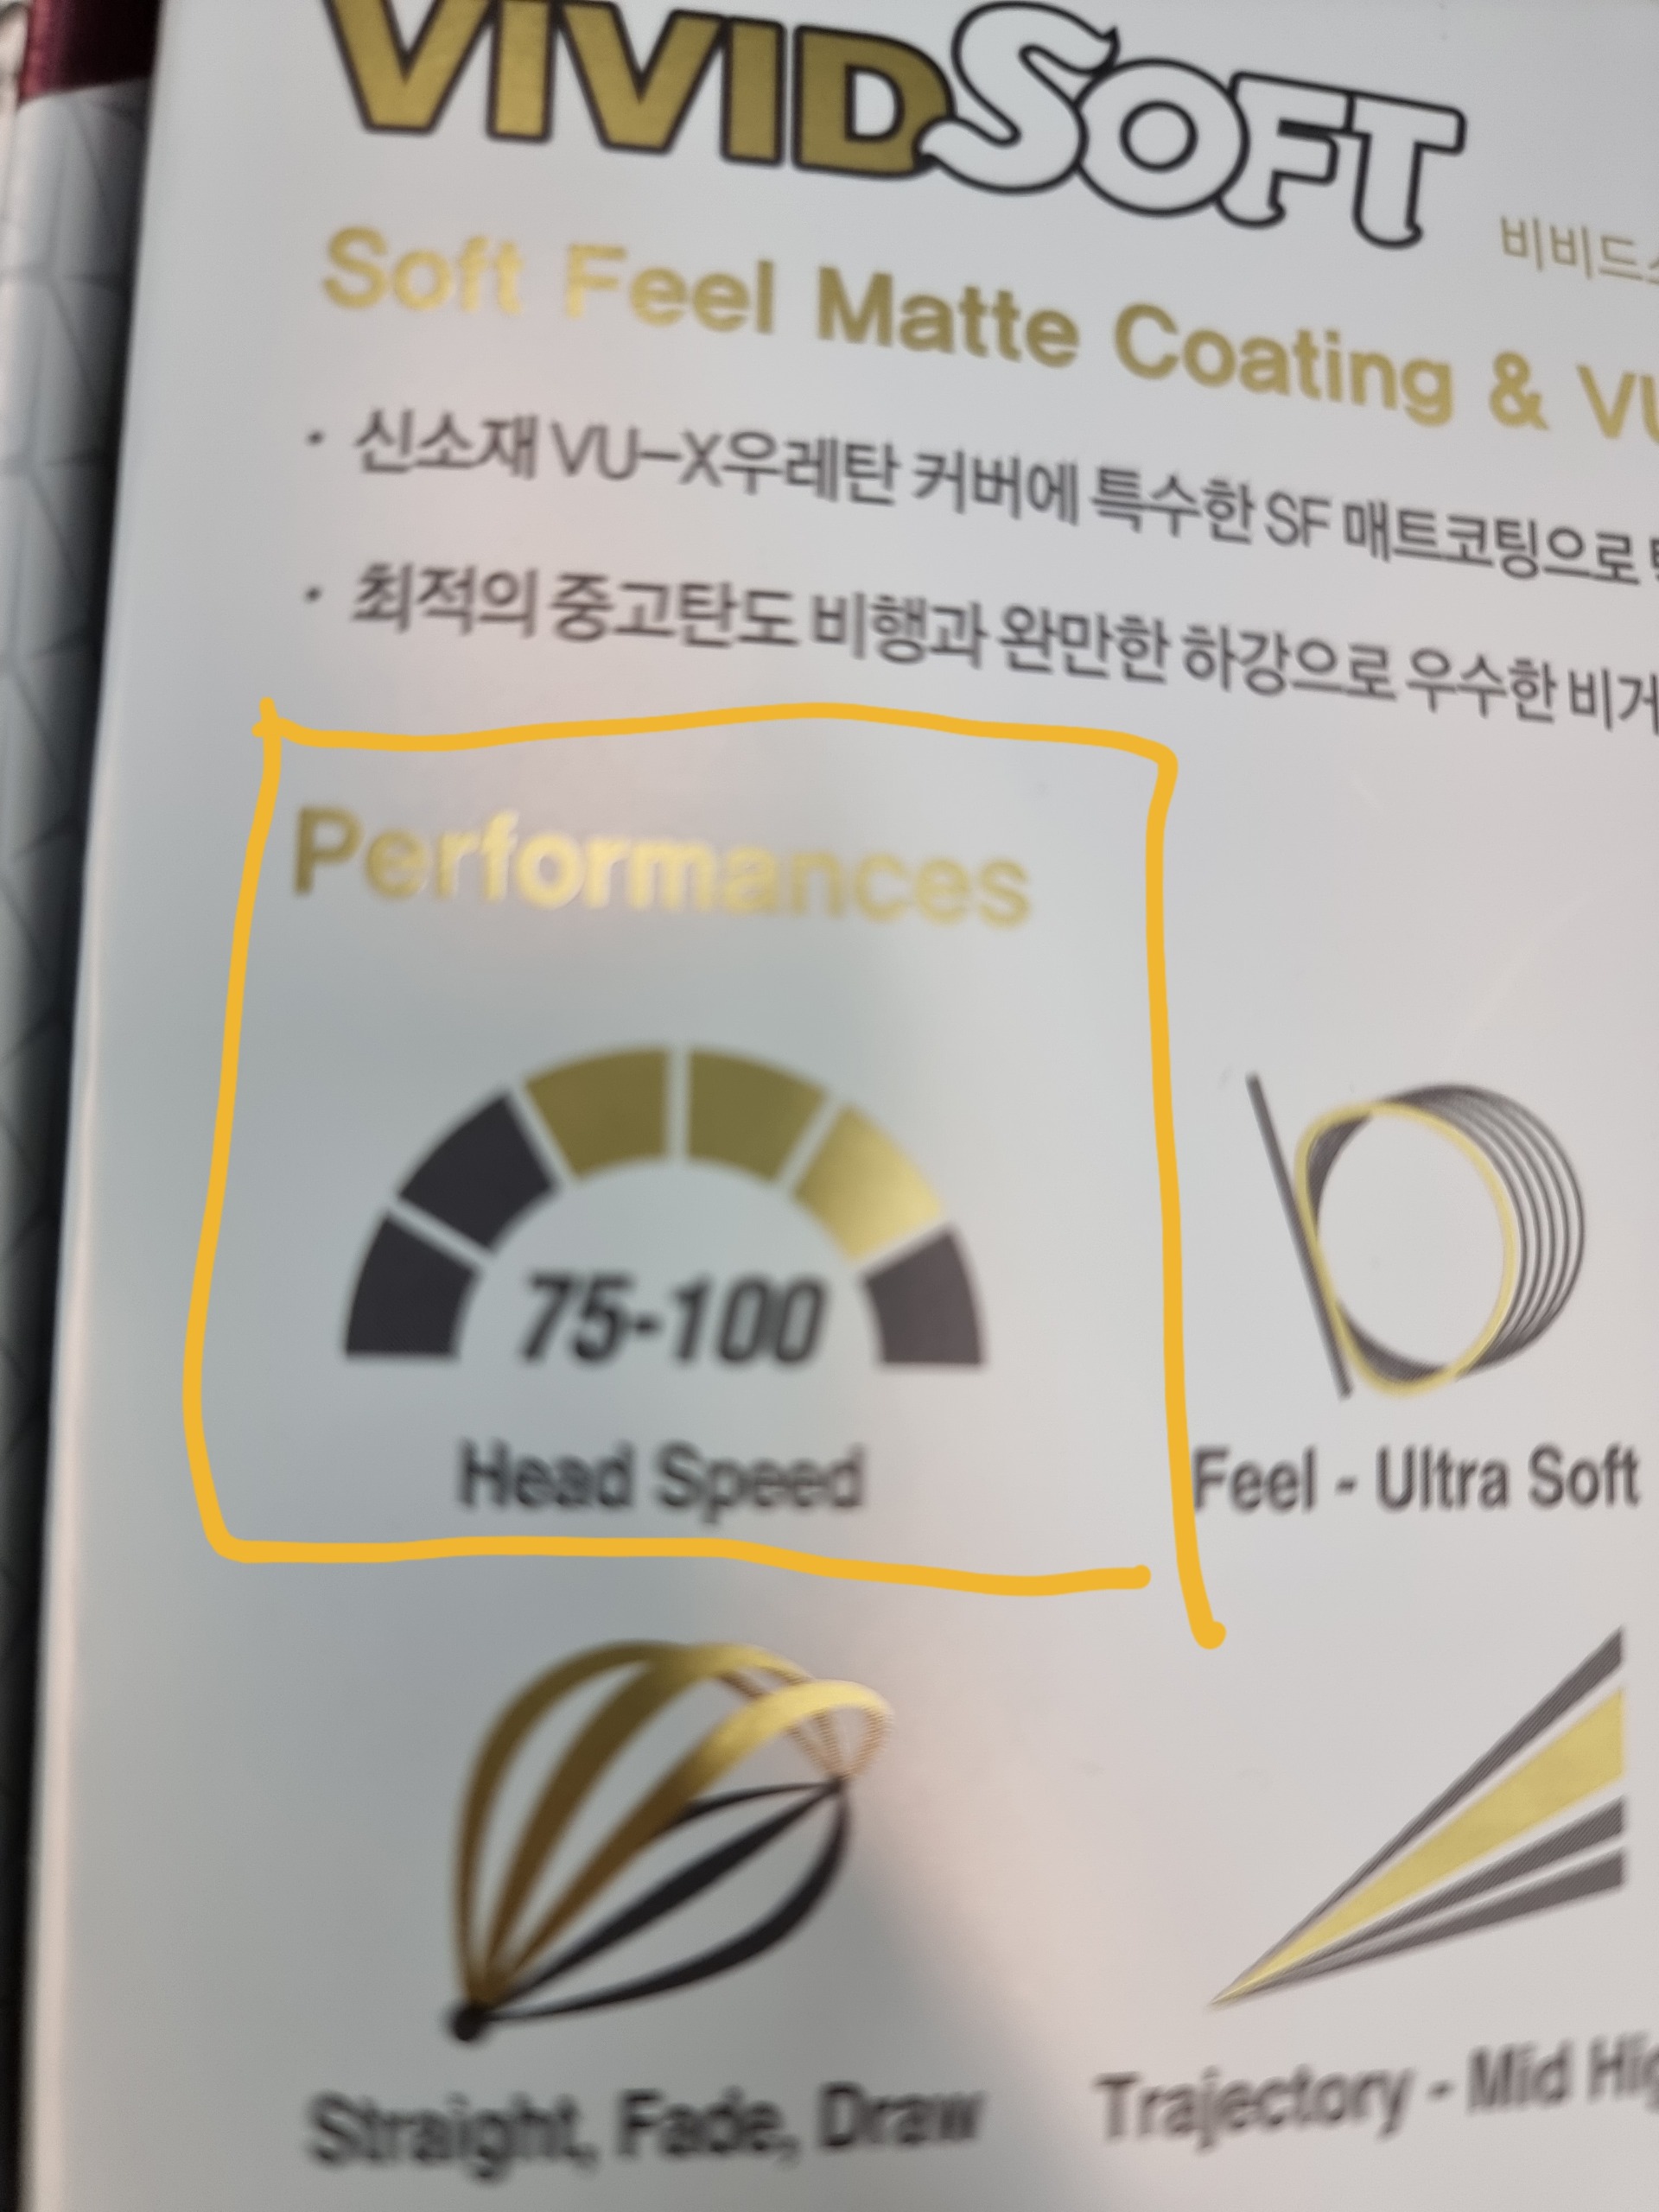 VIVIDSOFT
비비드
Soft Feel Matte Coating &
• 신소재 VU-X우레탄 커버에 특수한 SF 매트코팅으로
• 최적의 중고탄도 비행과 완만한 하강으로 우수한
Performances
75-100
Head Speed
Feel - Ultra Soft
Straight, Fade, Draw
Trajectory - Mid